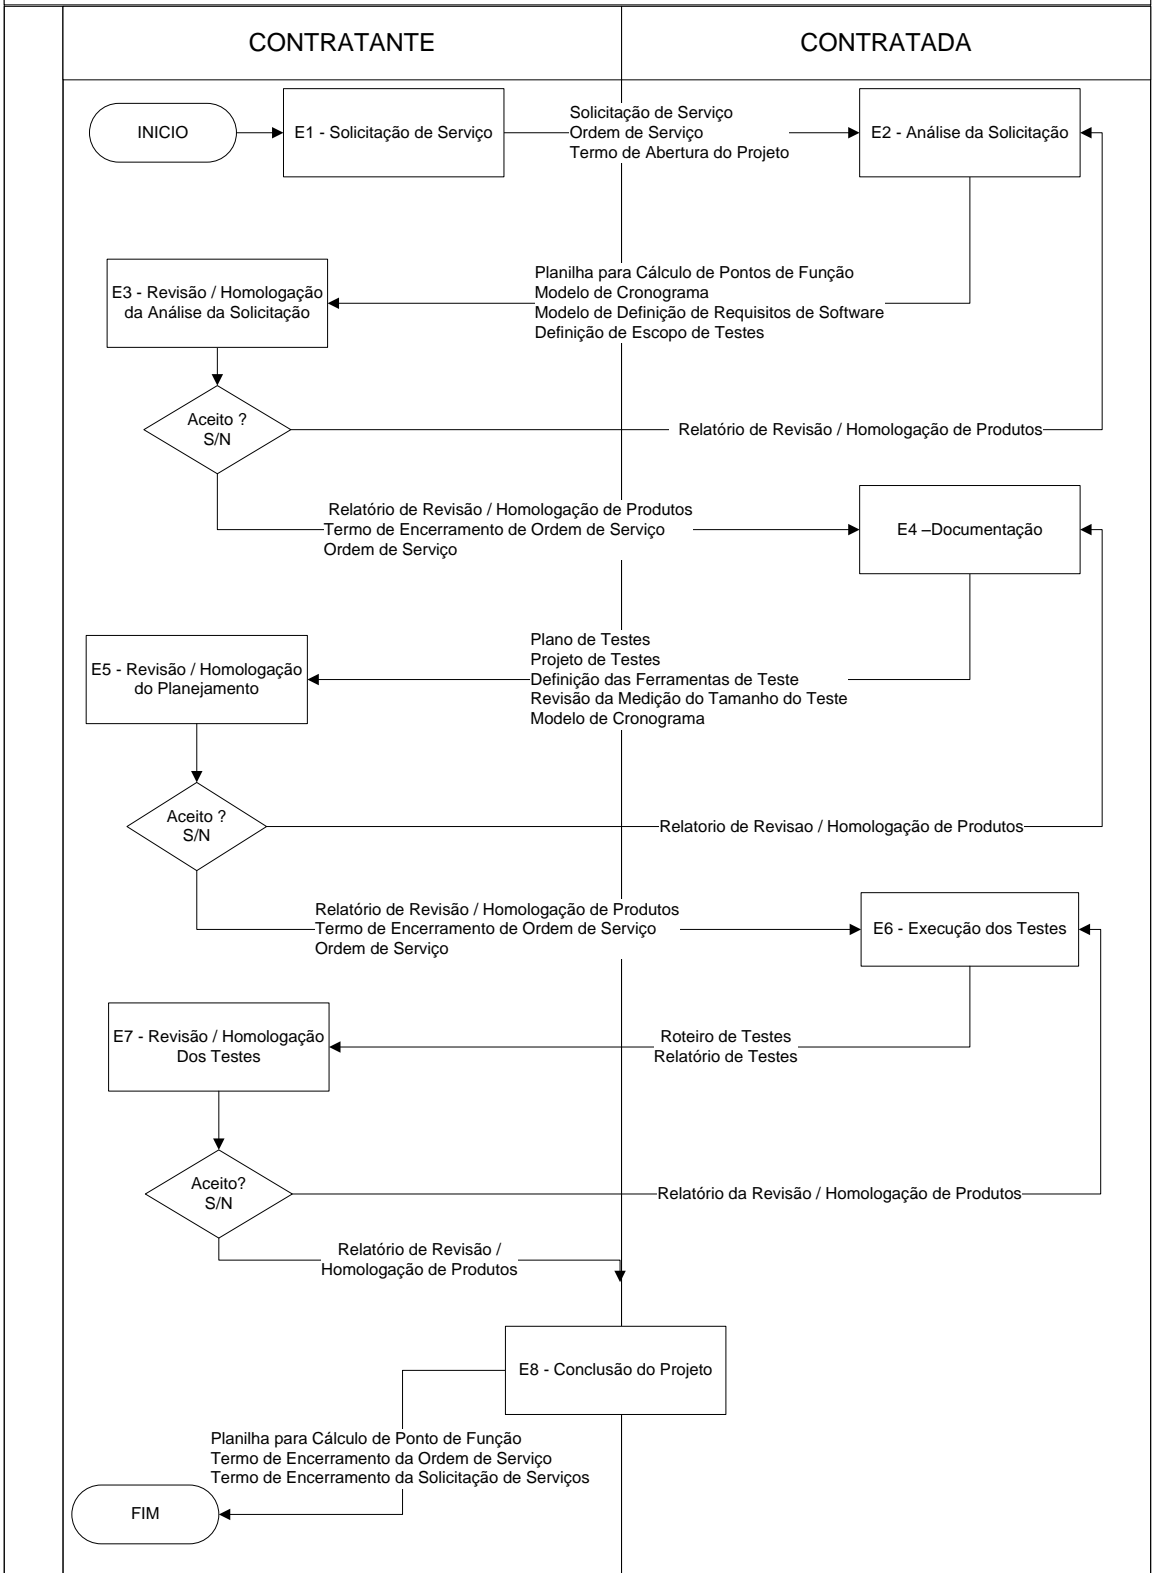 CONTRATANTE
CONTRATADA
INICIO
E1 - Solicitação de Serviço
Solicitação de Serviço
Ordem de Serviço
Termo de Abertura do Projeto
E2 - Análise da Solicitação
E3 - Revisão / Homologação
da Análise da Solicitação
Planilha para Cálculo de Pontos de Função
Modelo de Cronograma
Modelo de Definição de Requisitos de Software
Definição de Escopo de Testes
Aceito ?
S/N
Relatório de Revisão / Homologação de Produtos
Relatório de Revisão / Homologação de Produtos
Termo de Encerramento de Ordem de Serviço
Ordem de Serviço
E4 –Documentação
E5 - Revisão / Homologação
do Planejamento
Plano de Testes
Projeto de Testes
Definição das Ferramentas de Teste
Revisão da Medição do Tamanho do Teste
Modelo de Cronograma
Aceito ?
S/N
Relatorio de Revisao / Homologação de Produtos
Relatório de Revisão / Homologação de Produtos
Termo de Encerramento de Ordem de Serviço
Ordem de Serviço
E6 - Execução dos Testes
E7 - Revisão / Homologação
Dos Testes
Roteiro de Testes
Relatório de Testes
Aceito?
S/N
Relatório da Revisão / Homologação de Produtos
Relatório de Revisão /
Homologação de Produtos
E8 - Conclusão do Projeto
Planilha para Cálculo de Ponto de Função
Termo de Encerramento da Ordem de Serviço
Termo de Encerramento da Solicitação de Serviços
FIM